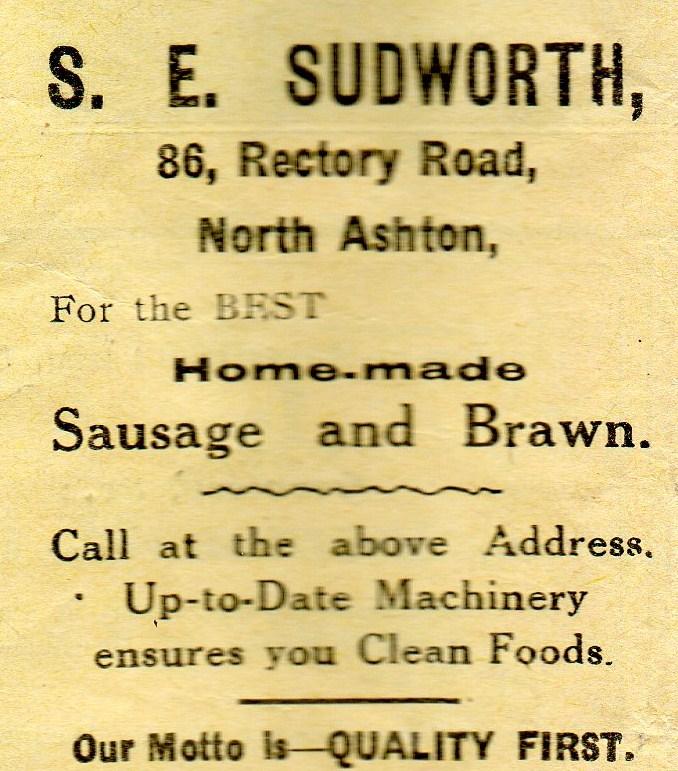 S. E. SUDWORTH,
86, Rectory Road,
North Ashton,
For the BEST
Home-made
Sausage and Brawn.
Call at the above Address.
Up-to-Date Machinery
ensures you Clean Foods.
Our Motto is—QUALITY FIRST.